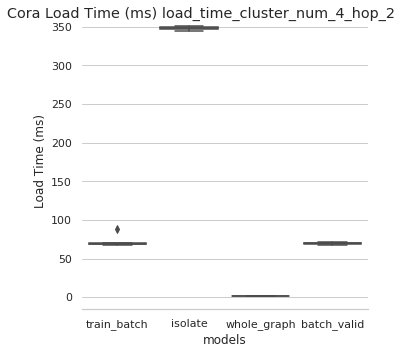 Cora Load Time (ms) load_time_cluster_num_4_hop_2
350
300
250
200
150
100
50
0
Load Time (ms)
train_batch isolate whole_graph batch_valid
models